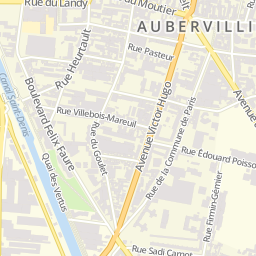 Rue du Landy
du Moutier
AUBERVILLI
Rue Pasteur
Rue Heurtault
Avenue
Canal Saint-Denis
Boulevard Felix Faure
Rue Villebois-Mareuil
Avenue Victor Hugo
Rue de la Commune de Paris
Rue du Goulet
Rue Édouard Poisso
Quai des Vertus
Rue Firmin-Gémier
Rue Sadi Carnot